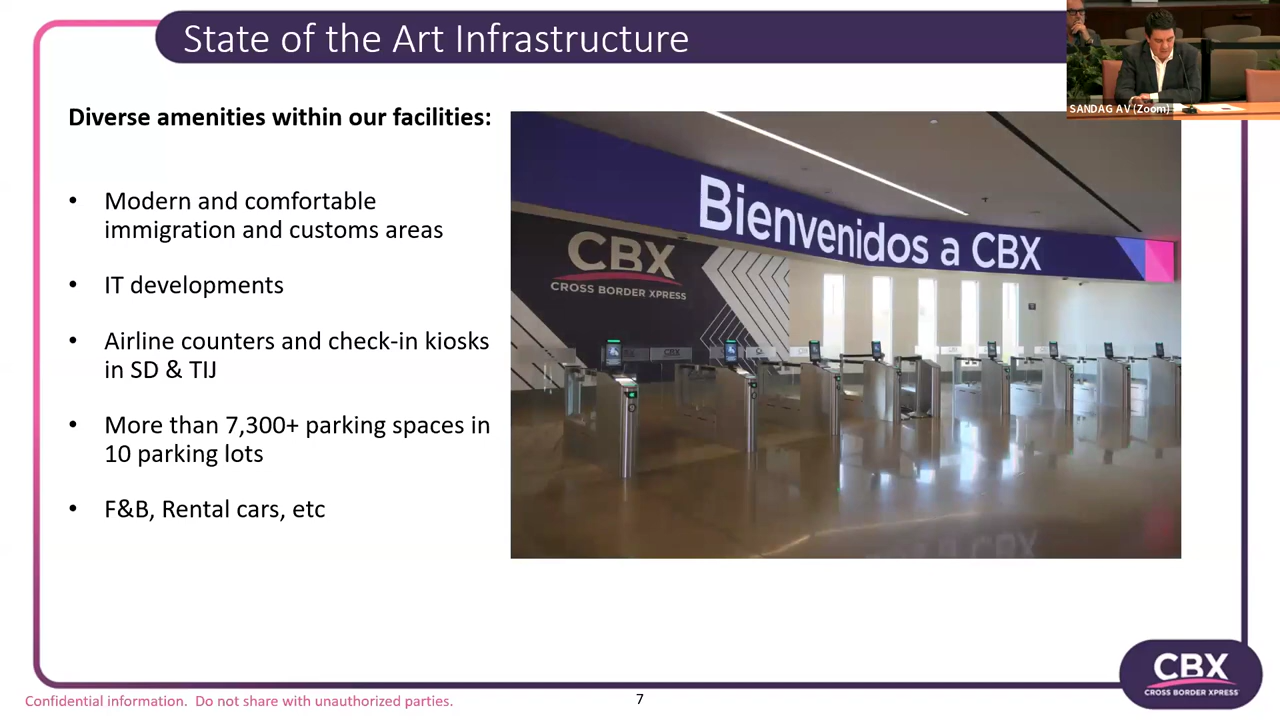 State of the Art Infrastructure
SANDAG AV (Zoom)
Diverse amenities within our facilities:
• Modern and comfortable
immigration and customs areas
• IT developments
• Airline counters and check-in kiosks
in SD & TIJ
• More than 7,300+ parking spaces in
10 parking lots
• F&B, Rental cars, etc
Bienvenidos a CBX
CBX
CROSS BORDER XPRESS
CBX
CBX
CROSS BORDER XPRESS
Confidential information. Do not share with unauthorized parties.
7